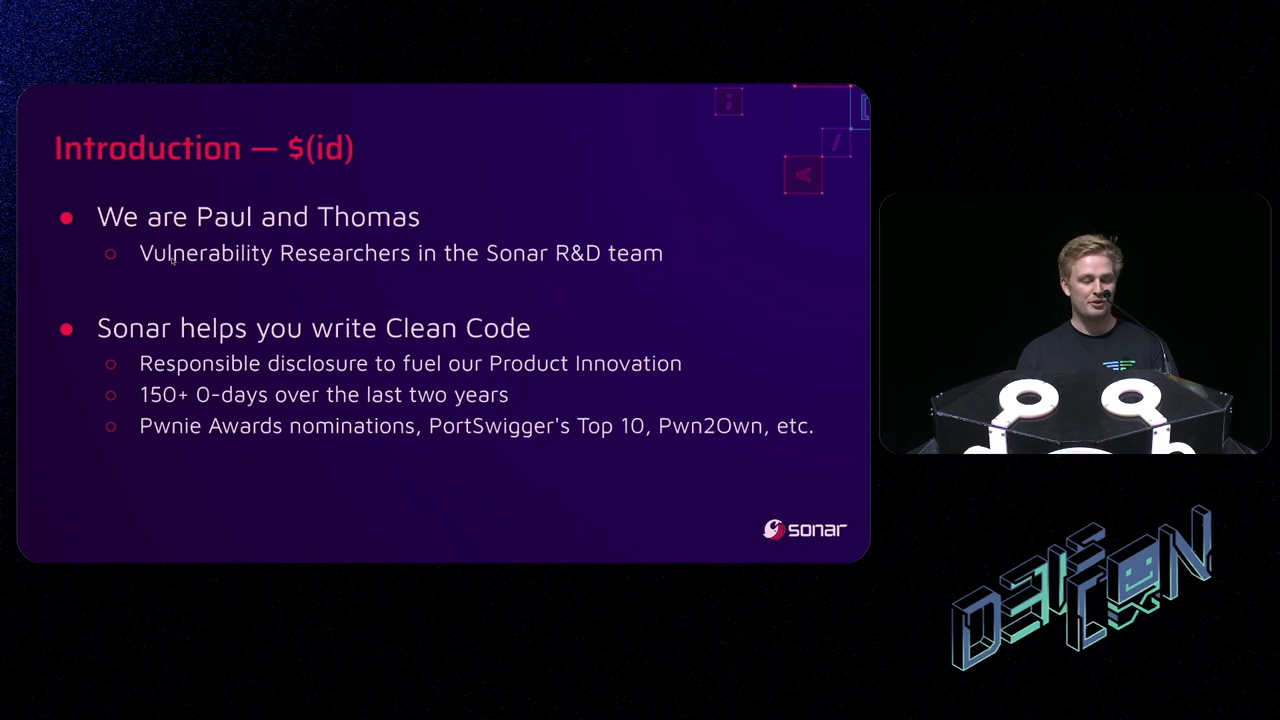 Introduction — $(id)
We are Paul and Thomas
Vulnerability Researchers in the Sonar R&D team
Sonar helps you write Clean Code
Responsible disclosure to fuel our Product Innovation
150+ 0-days over the last two years
Pwnie Awards nominations, PortSwigger's Top 10, Pwn2Own, etc.
sonar
DEF CON